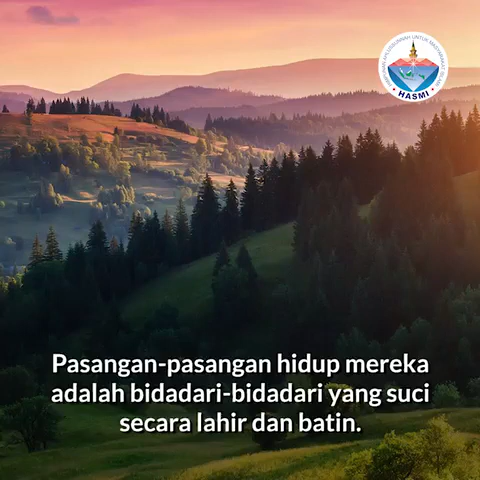 HASMI
Pasangan-pasangan hidup mereka
adalah bidadari-bidadari yang suci
secara lahir dan batin.